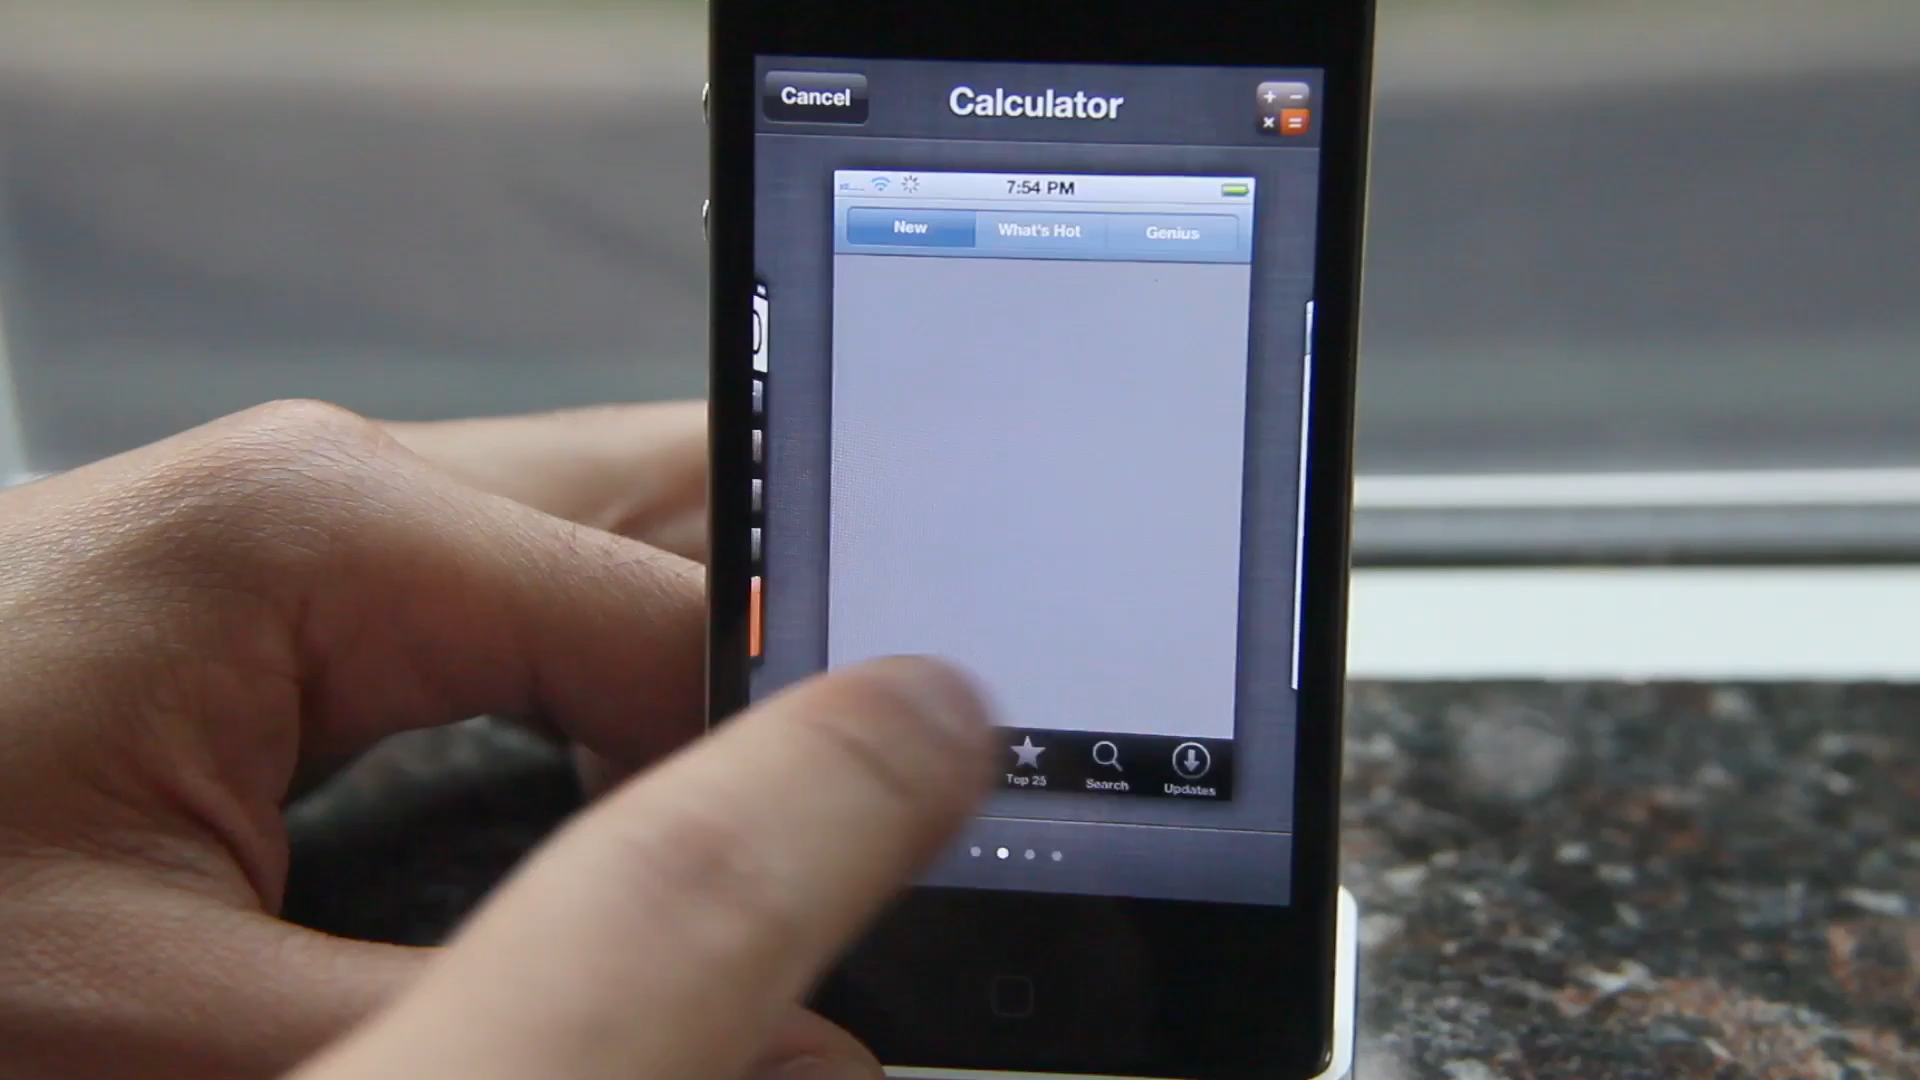 Cancel
Calculator
7:54 PM
New
What's Hot
Genius
Top 25
Search
Updates